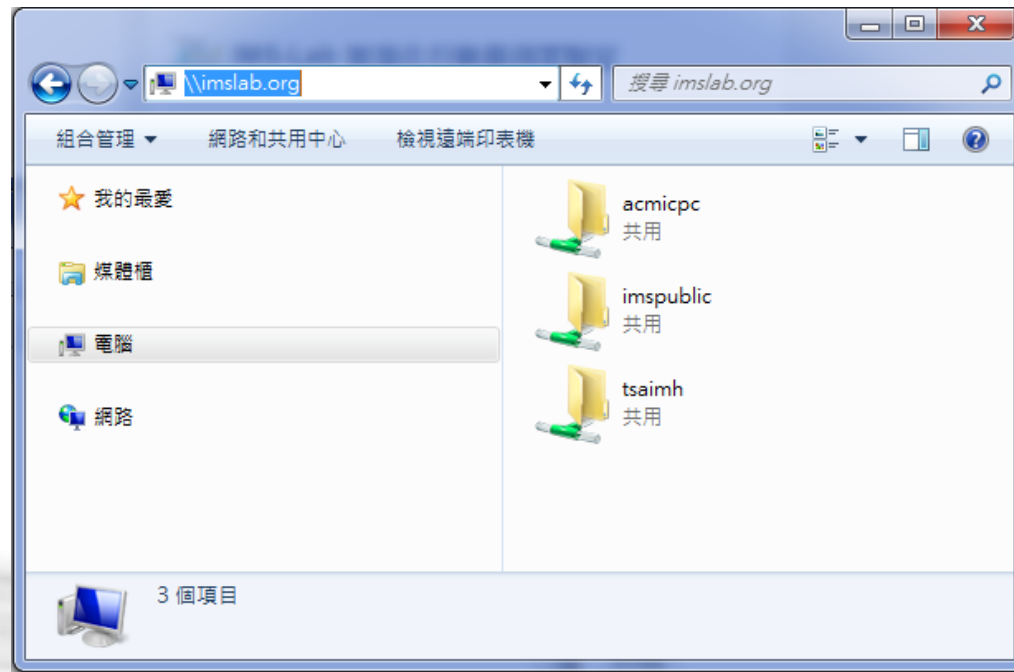 \\imslab.org
搜尋 imslab.org
組合管理 網路和共用中心 檢視遠端印表機
我的最愛
媒體櫃
電腦
網路
acmicpc
共用
imspublic
共用
tsaimh
共用
3 個項目